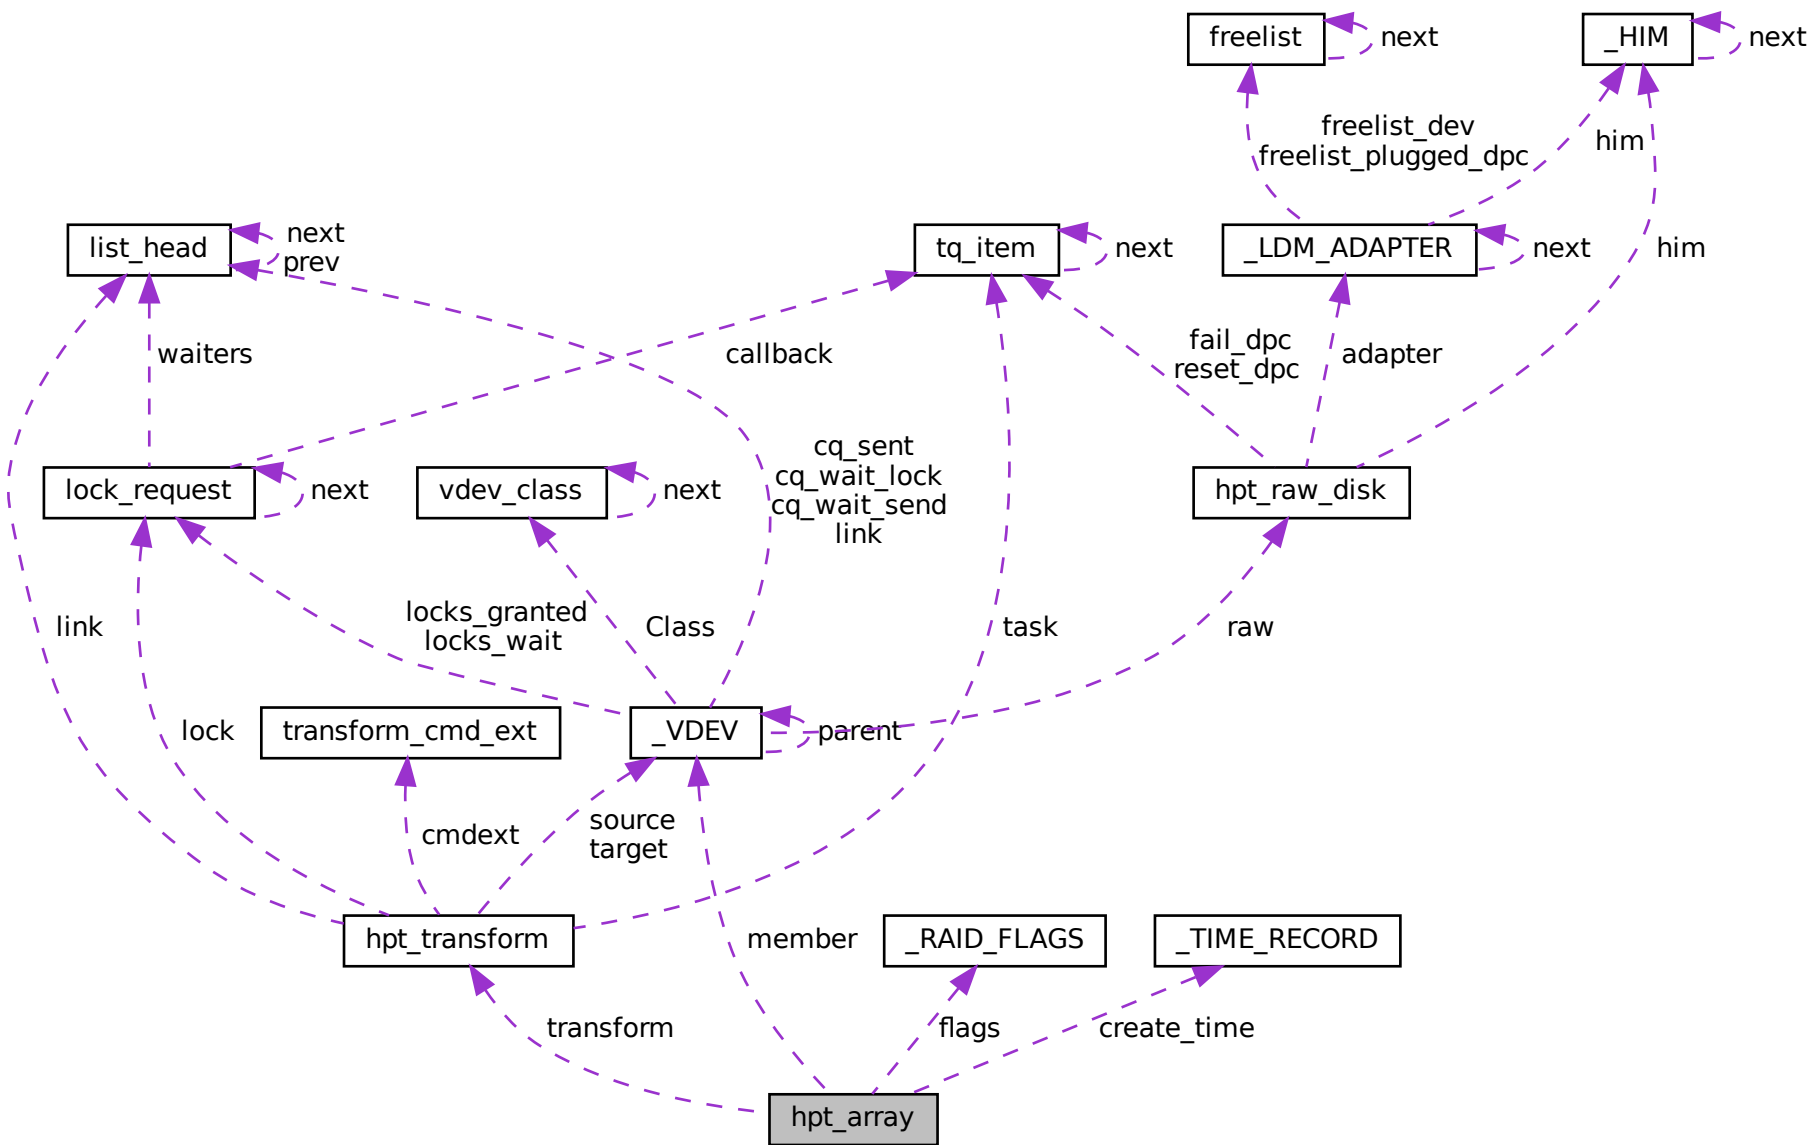 freelist
next
_HIM
next
freelist_dev
freelist_plugged_dpc
him
list_head
next
prev
tq_item
next
_LDM_ADAPTER
next
him
waiters
callback
fail_dpc
reset_dpc
adapter
lock_request
next
vdev_class
next
cq_sent
cq_wait_lock
cq_wait_send
link
hpt_raw_disk
link
locks_granted
locks_wait
Class
task
raw
lock
transform_cmd_ext
_VDEV
parent
cmdext
source
target
hpt_transform
member
_RAID_FLAGS
_TIME_RECORD
transform
flags
create_time
hpt_array